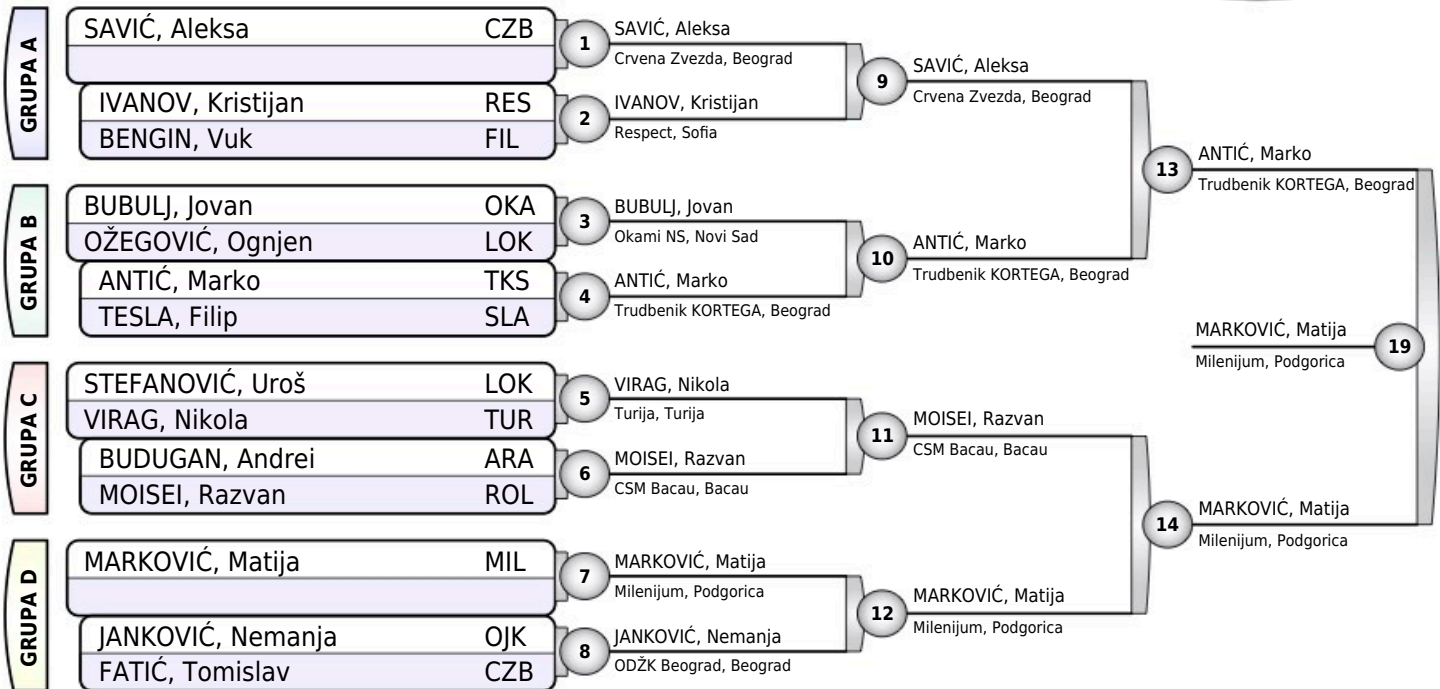 GRUPA A
SAVIĆ, Aleksa CZB
IVANOV, Kristijan RES
BENGIN, Vuk FIL
GRUPA B
BUBULJ, Jovan OKA
OŽEGOVIĆ, Ognjen LOK
ANTIĆ, Marko TKS
TESLA, Filip SLA
GRUPA C
STEFANOVIĆ, Uroš LOK
VIRAG, Nikola TUR
BUDUGAN, Andrei ARA
MOISEI, Razvan ROL
GRUPA D
MARKOVIĆ, Matija MIL
JANKOVIĆ, Nemanja OJK
FATIĆ, Tomislav CZB
1
SAVIĆ, Aleksa
Crvena Zvezda, Beograd
2
IVANOV, Kristijan
Respect, Sofia
3
BUBULJ, Jovan
Okami NS, Novi Sad
4
ANTIĆ, Marko
Trudbenik KORTEGA, Beograd
5
VIRAG, Nikola
Turija, Turija
6
MOISEI, Razvan
CSM Bacau, Bacau
7
MARKOVIĆ, Matija
Milenijum, Podgorica
8
JANKOVIĆ, Nemanja
ODŽK Beograd, Beograd
9
SAVIĆ, Aleksa
Crvena Zvezda, Beograd
10
ANTIĆ, Marko
Trudbenik KORTEGA, Beograd
11
MOISEI, Razvan
CSM Bacau, Bacau
12
MARKOVIĆ, Matija
Milenijum, Podgorica
13
ANTIĆ, Marko
Trudbenik KORTEGA, Beograd
14
MARKOVIĆ, Matija
Milenijum, Podgorica
MARKOVIĆ, Matija
Milenijum, Podgorica
19